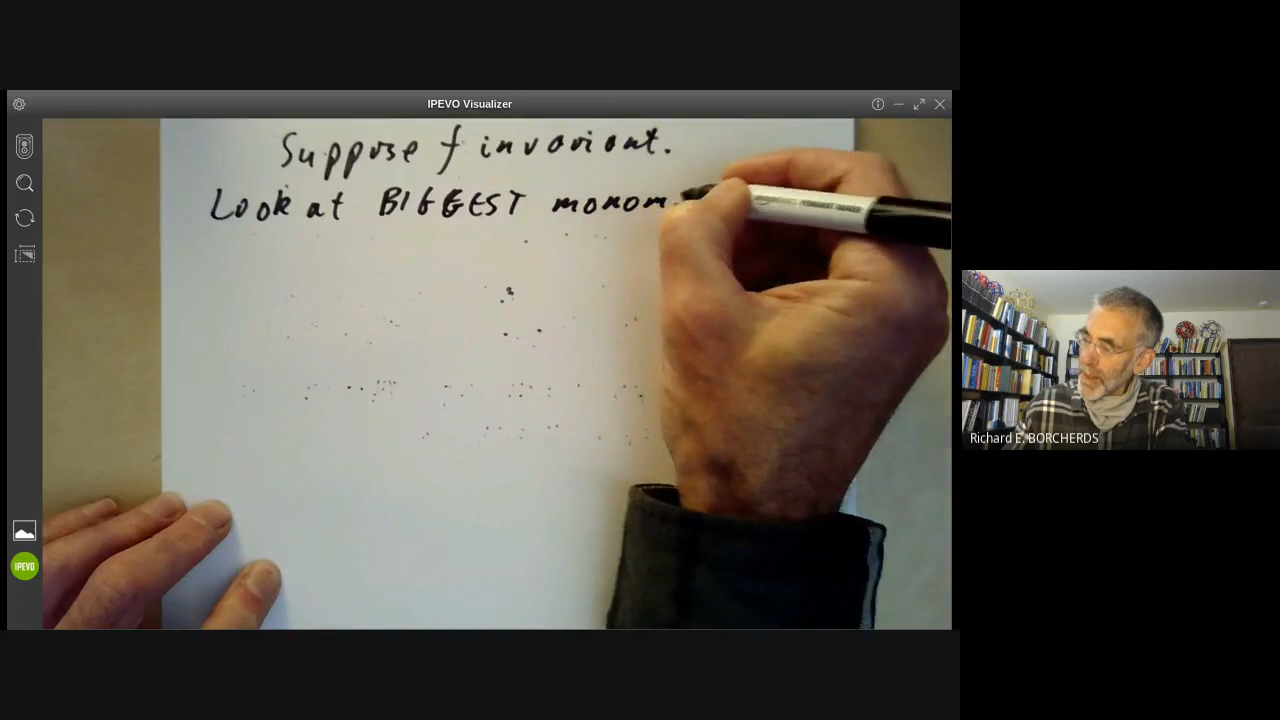 IPEVO Visualizer
Suppose f invariant.
Look at BIGGEST monom
IPEVO
Richard E. BORCHERDS